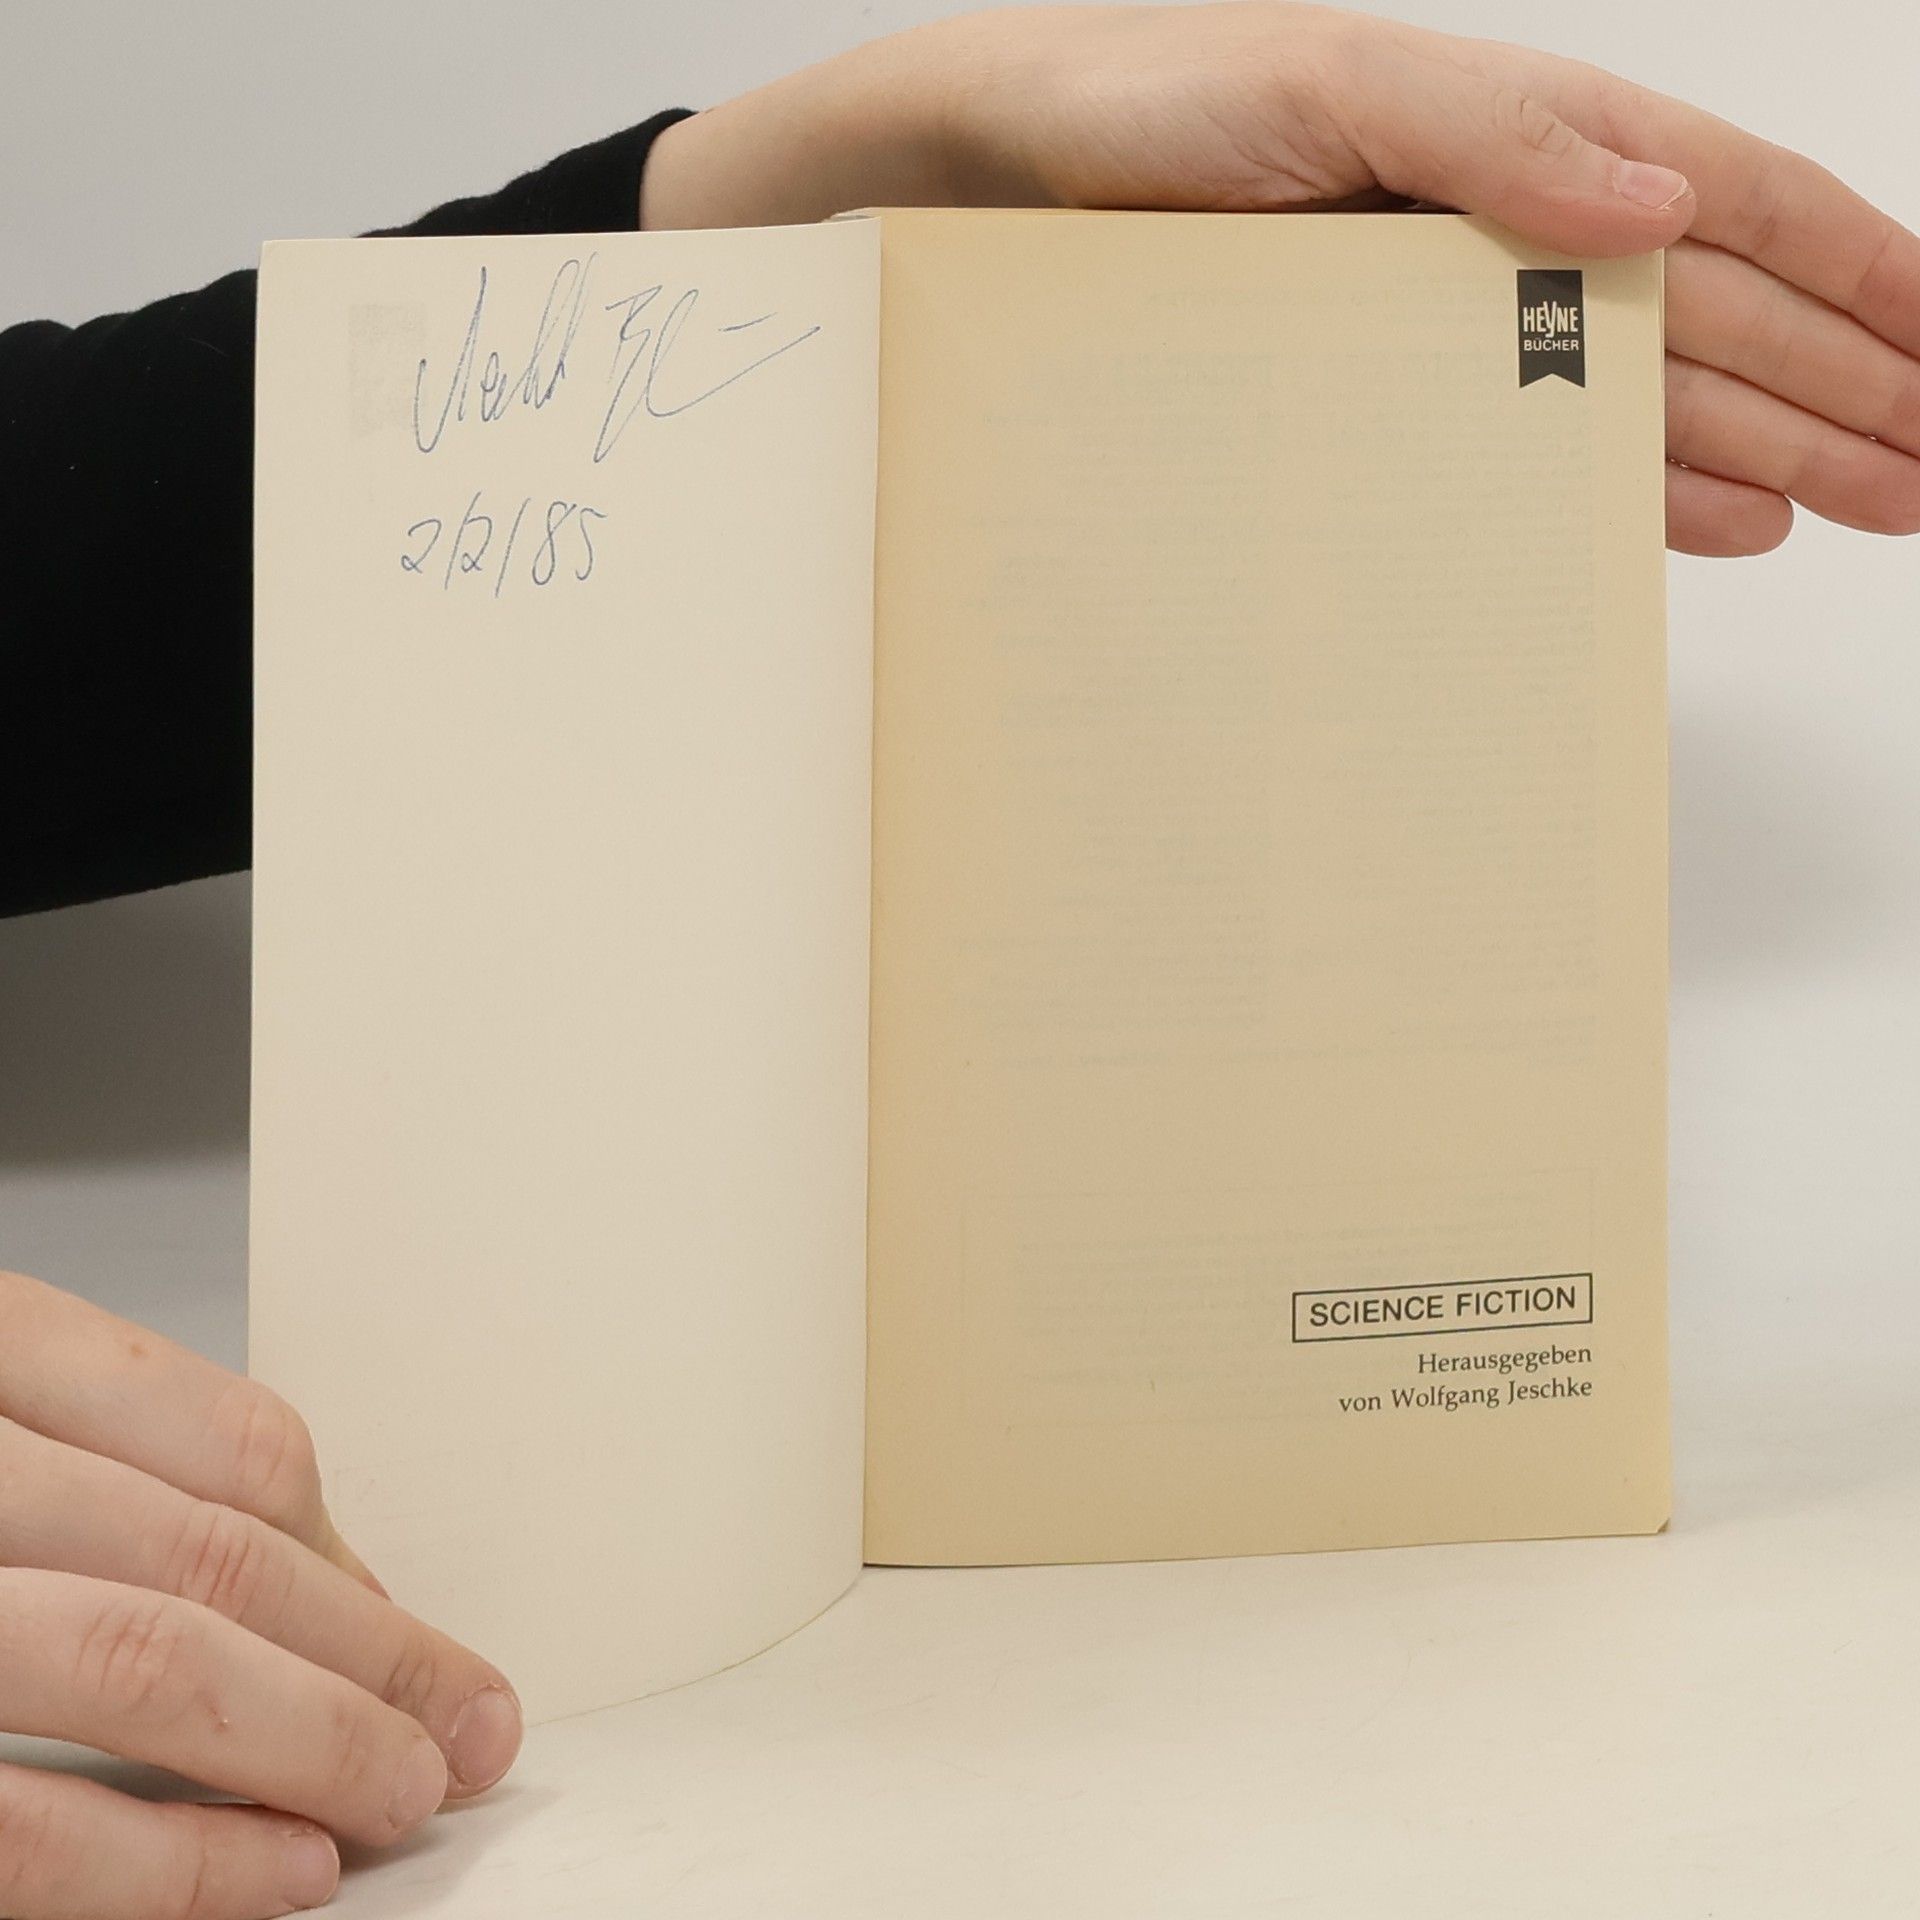 2/2/85
HEYNE
BÜCHER
SCIENCE FICTION
Herausgegeben
von Wolfgang Jeschke